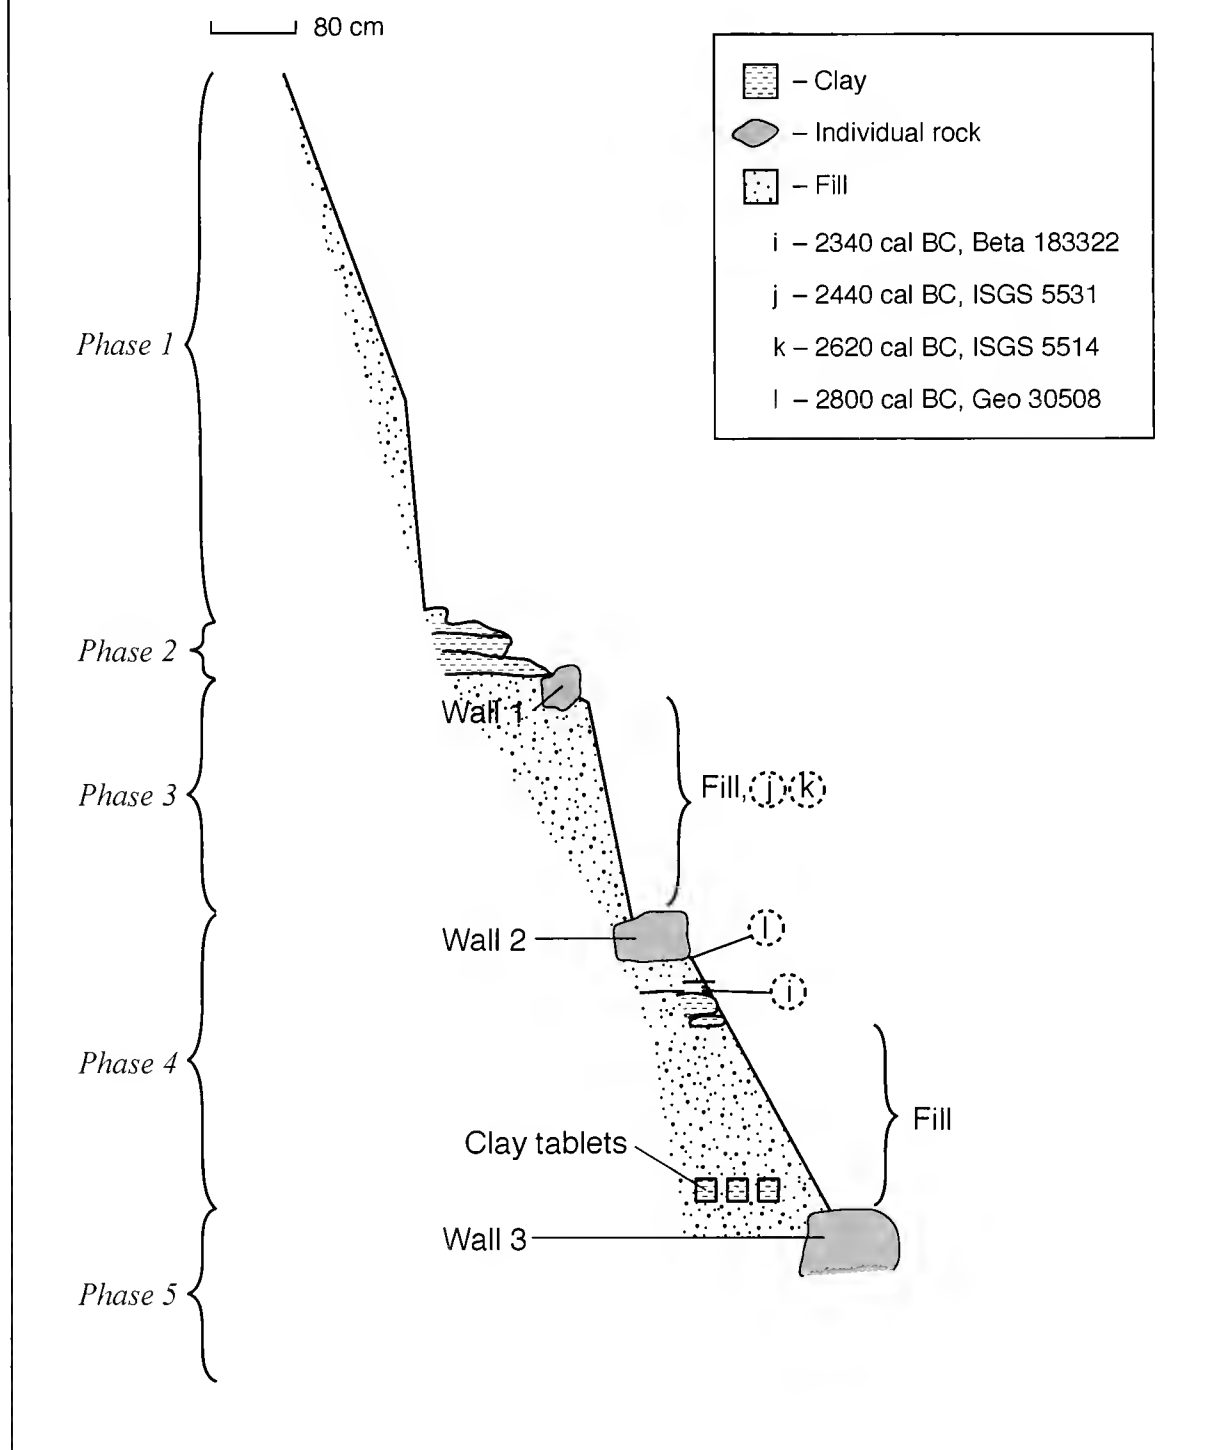 80 cm
– Clay
– Individual rock
– Fill
i – 2340 cal BC, Beta 183322
j – 2440 cal BC, ISGS 5531
k – 2620 cal BC, ISGS 5514
l – 2800 cal BC, Geo 30508
Phase 1
Phase 2
Wall 1
Phase 3
Fill, j k
Wall 2
l
i
Phase 4
Fill
Clay tablets
Wall 3
Phase 5